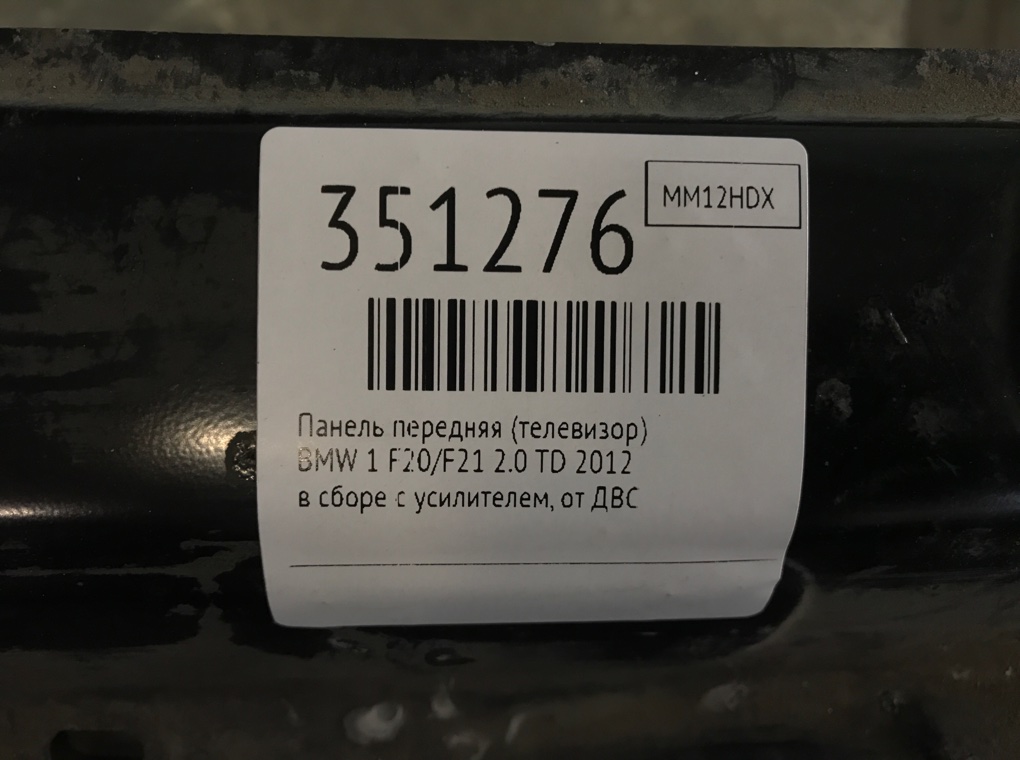 351276
MM12HDX
Панель передняя (телевизор)
BMW 1 F20/F21 2.0 TD 2012
в сборе с усилителем, от ДВС